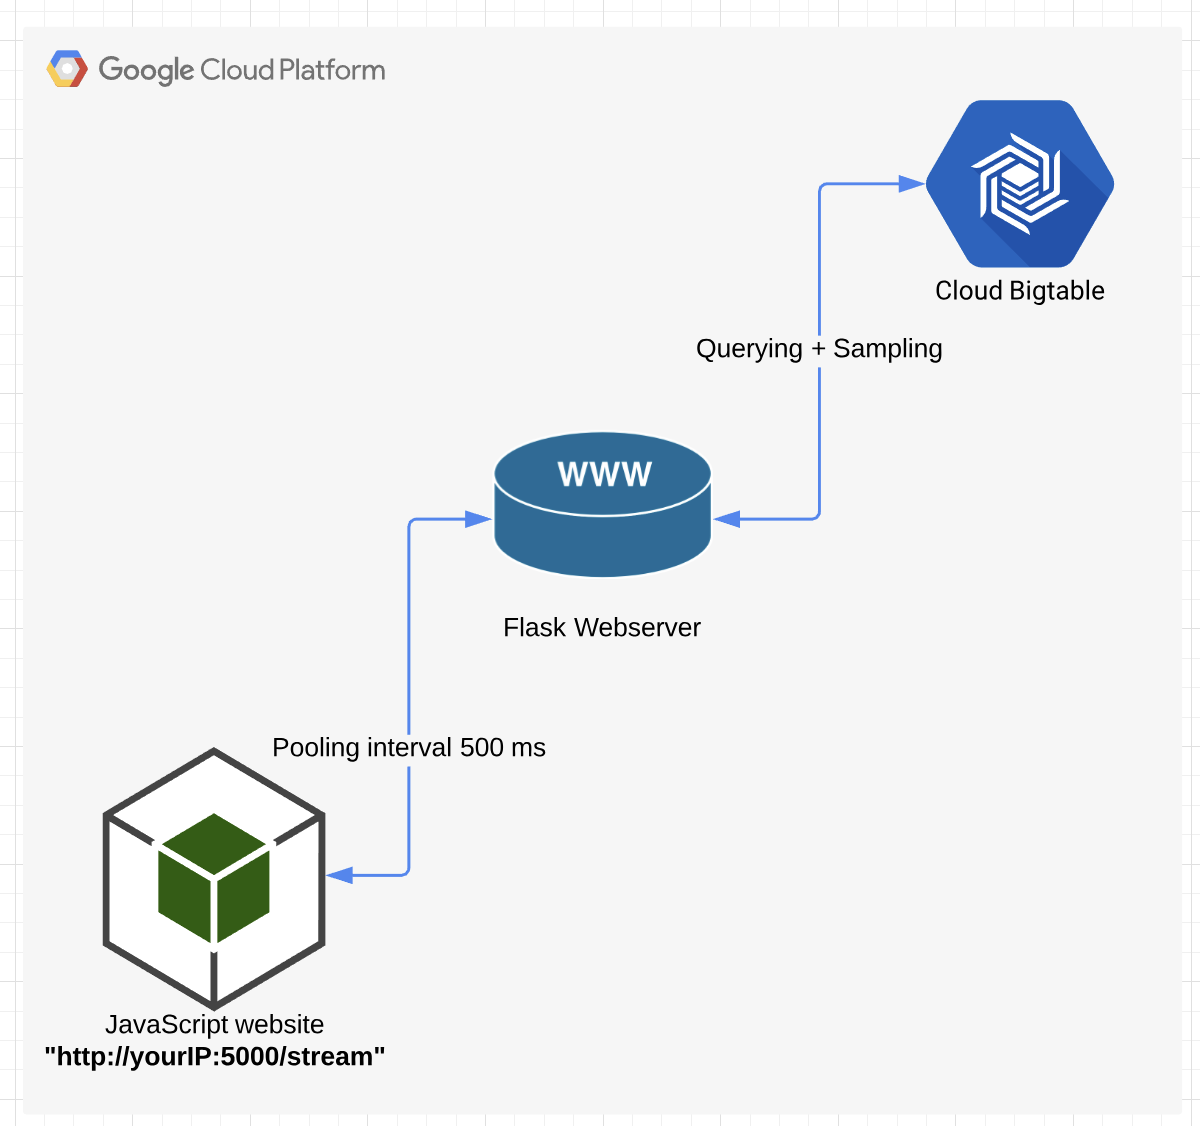 Google Cloud Platform
Cloud Bigtable
Querying + Sampling
WWW
Flask Webserver
Pooling interval 500 ms
JavaScript website
"http://yourIP:5000/stream"